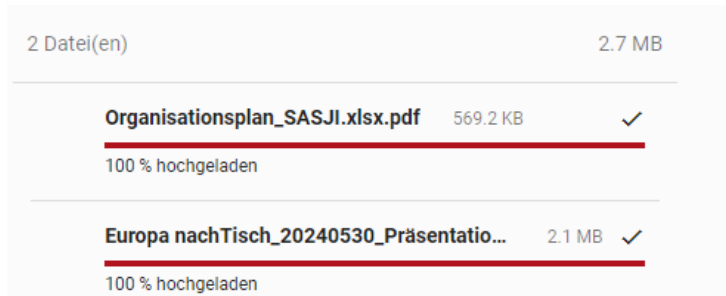 2 Datei(en) 2.7 MB
Organisationsplan_SASJI.xlsx.pdf 569.2 KB
100 % hochgeladen
Europa nachTisch_20240530_Präsentatio... 2.1 MB
100 % hochgeladen